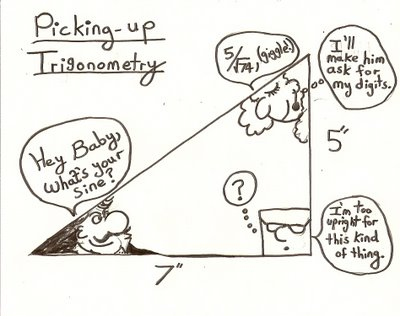 Picking-up
Trigonometry
5/√74, (giggle!)
I'll
make him
ask for
my digits.
Hey Baby,
what's your
sine?
5"
?
I'm too
upright for
this kind
of thing.
7"